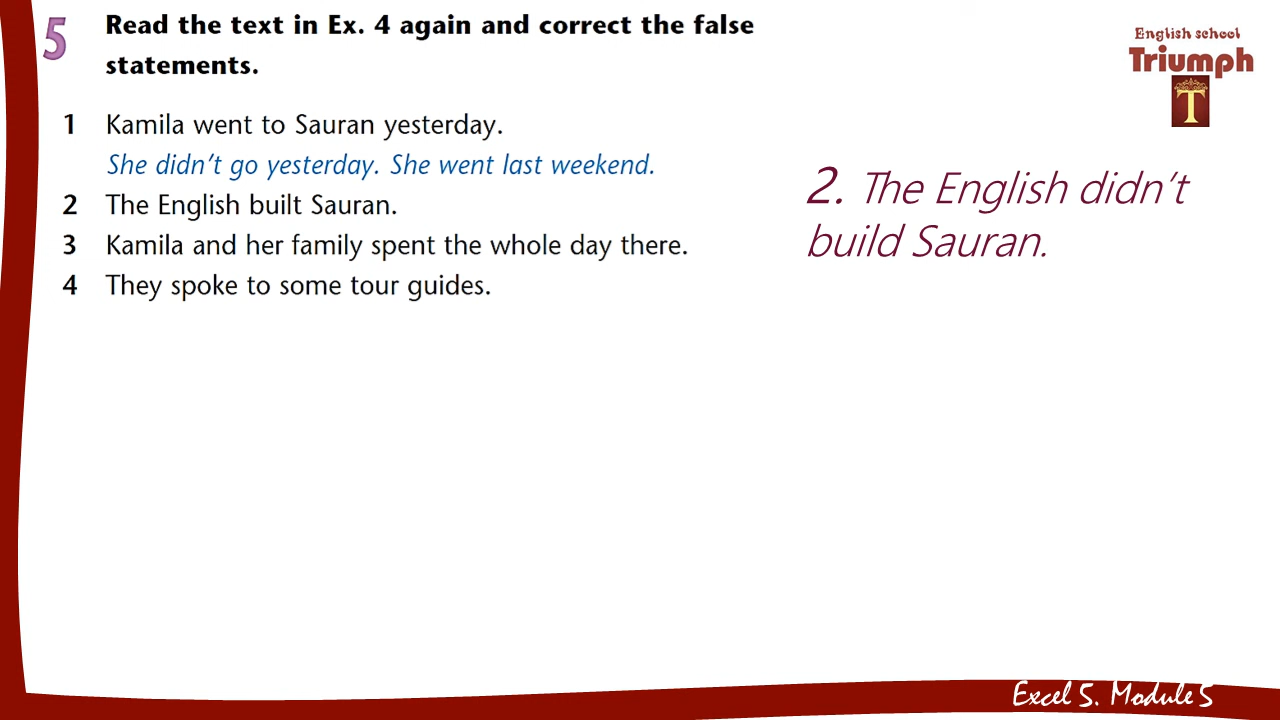 5 Read the text in Ex. 4 again and correct the false
statements.
1 Kamila went to Sauran yesterday.
She didn't go yesterday. She went last weekend.
2 The English built Sauran.
3 Kamila and her family spent the whole day there.
4 They spoke to some tour guides.
English school
Triumph
T
2. The English didn't
build Sauran.
Excel 5. Module 5